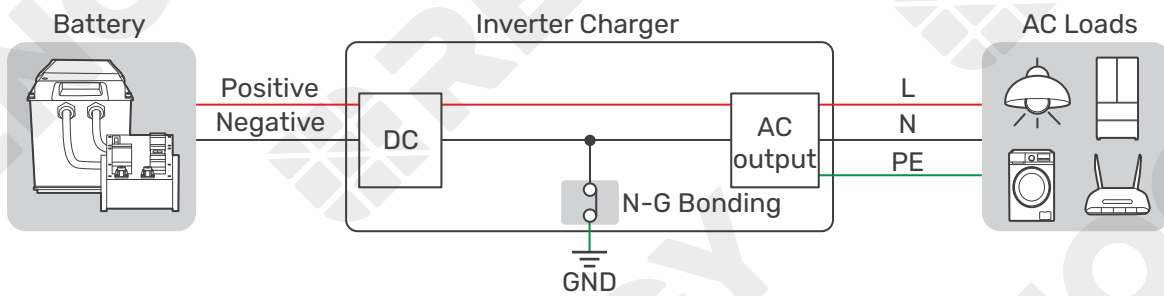 Battery
Inverter Charger
AC Loads
Positive
Negative
DC
AC
output
L
N
PE
N-G Bonding
GND